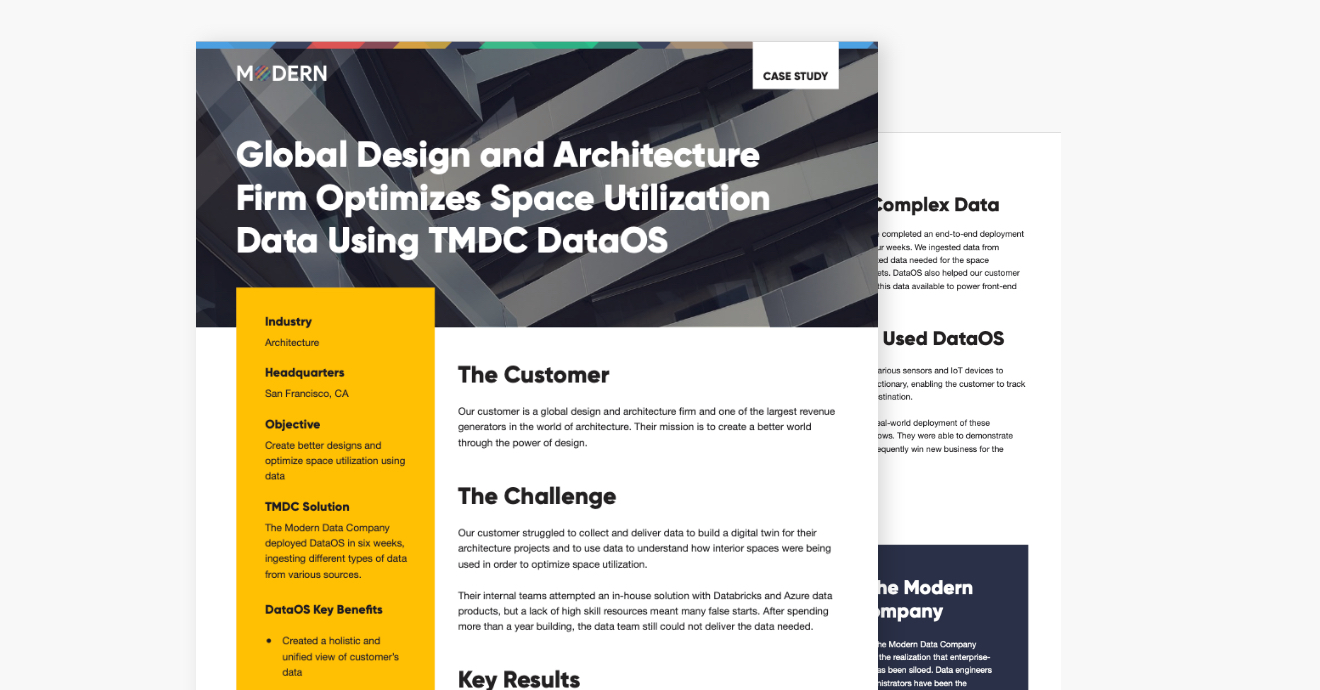 MODERN
CASE STUDY
Global Design and Architecture
Firm Optimizes Space Utilization
Data Using TMDC DataOS
Industry
Architecture
Headquarters
San Francisco, CA
Objective
Create better designs and
optimize space utilization using
data
TMDC Solution
The Modern Data Company
deployed DataOS in six weeks,
ingesting different types of data
from various sources.
DataOS Key Benefits
• Created a holistic and
unified view of customer's
data
The Customer
Our customer is a global design and architecture firm and one of the largest revenue
generators in the world of architecture. Their mission is to create a better world
through the power of design.
The Challenge
Our customer struggled to collect and deliver data to build a digital twin for their
architecture projects and to use data to understand how interior spaces were being
used in order to optimize space utilization.
Their internal teams attempted an in-house solution with Databricks and Azure data
products, but a lack of high skill resources meant many false starts. After spending
more than a year building, the data team still could not deliver the data needed.
Key Results
Complex Data
completed an end-to-end deployment
ur weeks. We ingested data from
ted data needed for the space
ets. DataOS also helped our customer
this data available to power front-end
Used DataOS
arious sensors and IoT devices to
ctionary, enabling the customer to track
estination.
eal-world deployment of these
ows. They were able to demonstrate
equently win new business for the
he Modern
ompany
he Modern Data Company
the realization that enterprise-
as been siloed. Data engineers
nistrators have been the